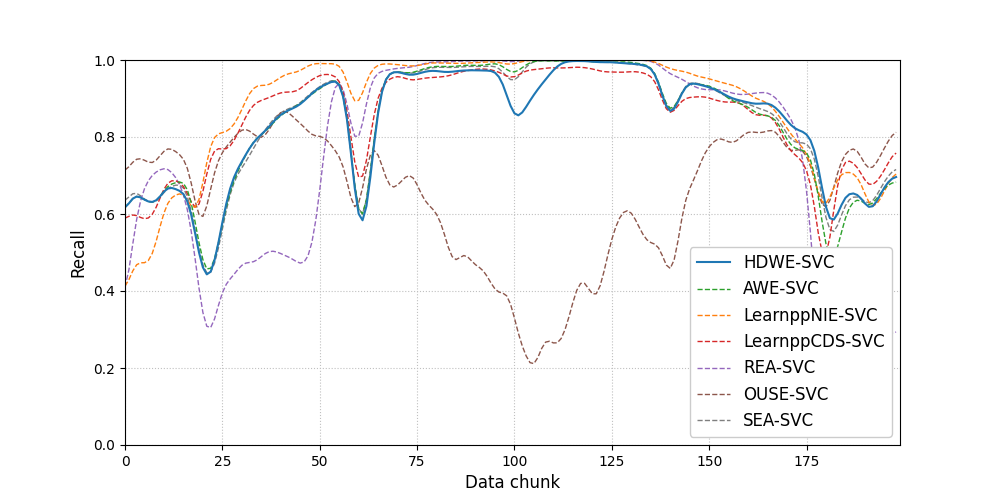 1.0
0.8
0.6
0.4
0.2
0.0
Recall
0
25
50
75
100
125
150
175
Data chunk
HDWE-SVC
AWE-SVC
LearnppNIE-SVC
LearnppCDS-SVC
REA-SVC
OUSE-SVC
SEA-SVC